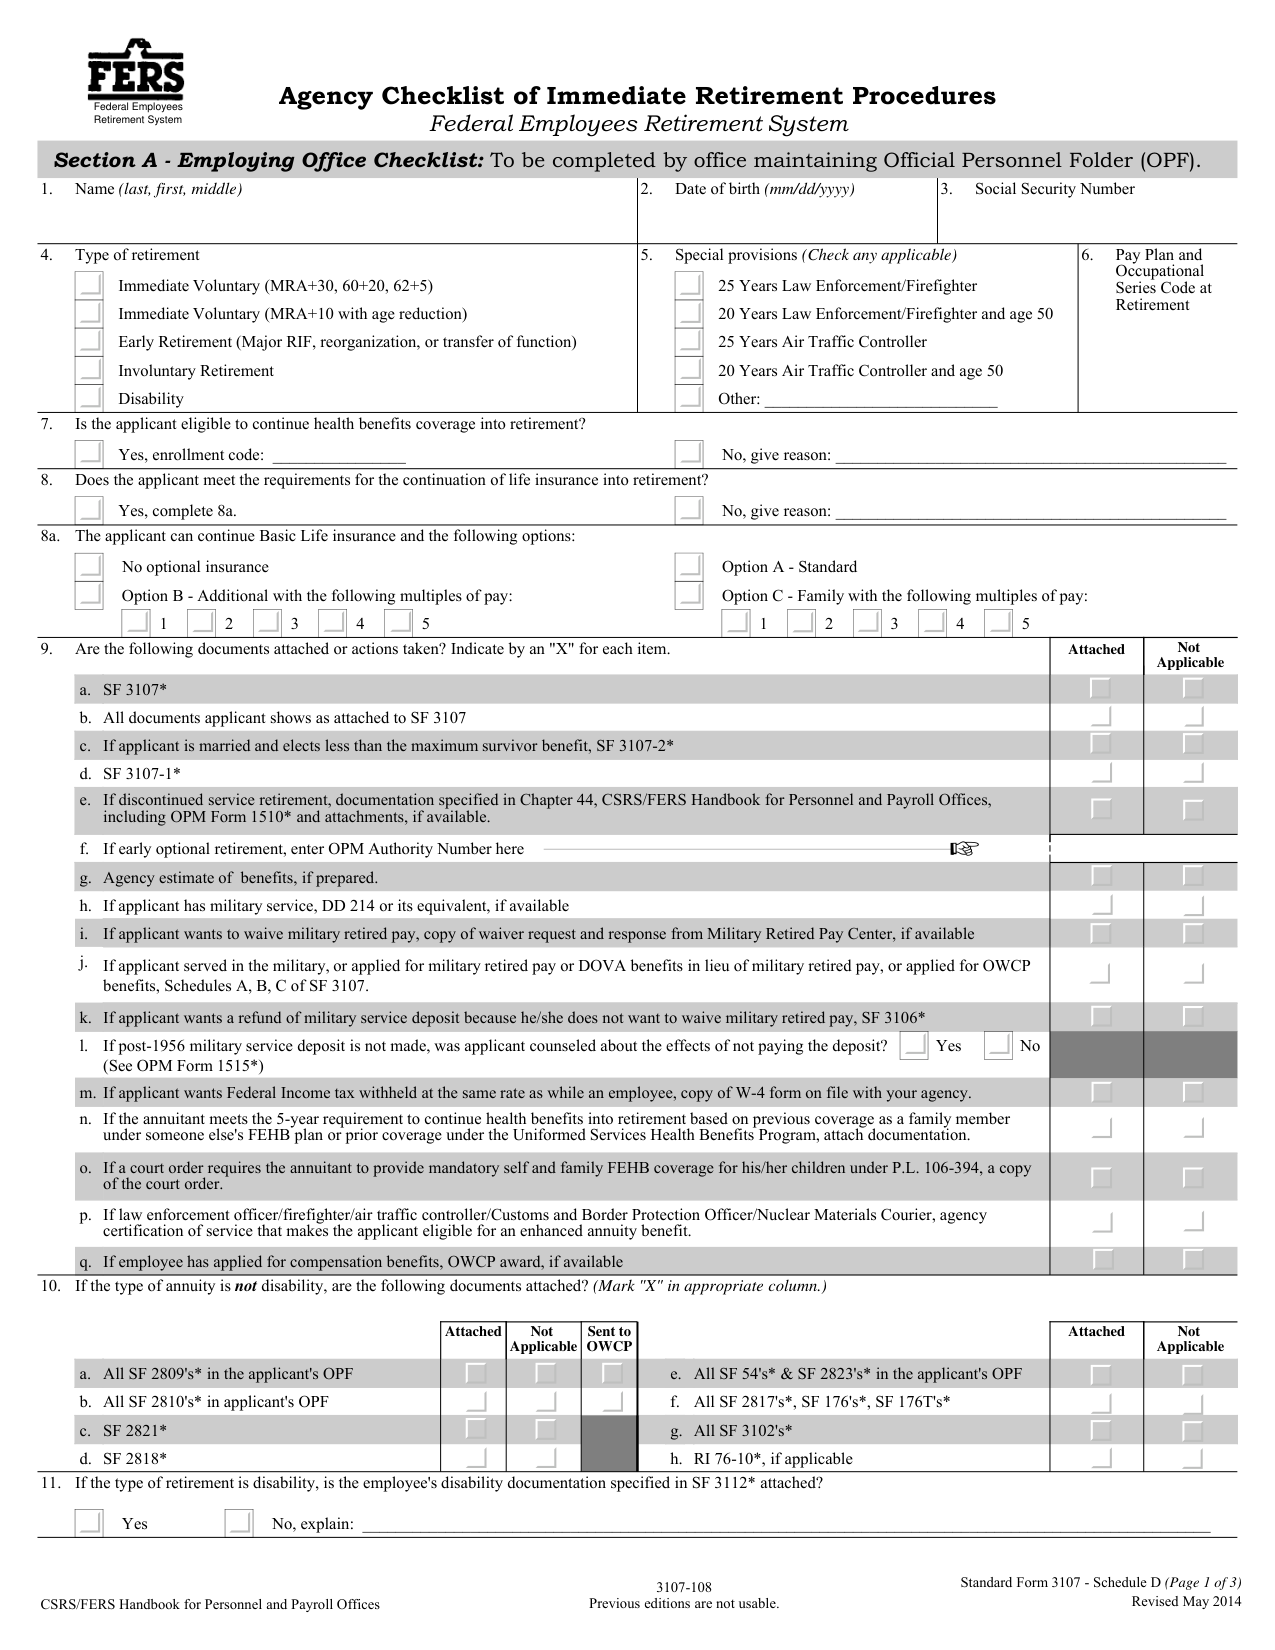 FERS
Federal Employees
Retirement System
Agency Checklist of Immediate Retirement Procedures
Federal Employees Retirement System
Section A - Employing Office Checklist: To be completed by office maintaining Official Personnel Folder (OPF).
1. Name (last, first, middle)
2. Date of birth (mm/dd/yyyy)
3. Social Security Number
4. Type of retirement
Immediate Voluntary (MRA+30, 60+20, 62+5)
Immediate Voluntary (MRA+10 with age reduction)
Early Retirement (Major RIF, reorganization, or transfer of function)
Involuntary Retirement
Disability
5. Special provisions (Check any applicable)
25 Years Law Enforcement/Firefighter
20 Years Law Enforcement/Firefighter and age 50
25 Years Air Traffic Controller
20 Years Air Traffic Controller and age 50
Other: ____________________________
6. Pay Plan and
Occupational
Series Code at
Retirement
7. Is the applicant eligible to continue health benefits coverage into retirement?
Yes, enrollment code: ________________
No, give reason: _______________________________________________
8. Does the applicant meet the requirements for the continuation of life insurance into retirement?
Yes, complete 8a.
No, give reason: _______________________________________________
8a. The applicant can continue Basic Life insurance and the following options:
No optional insurance
Option A - Standard
Option B - Additional with the following multiples of pay:
Option C - Family with the following multiples of pay:
1 2 3 4 5
1 2 3 4 5
9. Are the following documents attached or actions taken? Indicate by an "X" for each item.
Attached
Not
Applicable
a. SF 3107*
b. All documents applicant shows as attached to SF 3107
c. If applicant is married and elects less than the maximum survivor benefit, SF 3107-2*
d. SF 3107-1*
e. If discontinued service retirement, documentation specified in Chapter 44, CSRS/FERS Handbook for Personnel and Payroll Offices,
including OPM Form 1510* and attachments, if available.
f. If early optional retirement, enter OPM Authority Number here
g. Agency estimate of benefits, if prepared.
h. If applicant has military service, DD 214 or its equivalent, if available
i. If applicant wants to waive military retired pay, copy of waiver request and response from Military Retired Pay Center, if available
j. If applicant served in the military, or applied for military retired pay or DOVA benefits in lieu of military retired pay, or applied for OWCP
benefits, Schedules A, B, C of SF 3107.
k. If applicant wants a refund of military service deposit because he/she does not want to waive military retired pay, SF 3106*
l. If post-1956 military service deposit is not made, was applicant counseled about the effects of not paying the deposit? Yes No
(See OPM Form 1515*)
m. If applicant wants Federal Income tax withheld at the same rate as while an employee, copy of W-4 form on file with your agency.
n. If the annuitant meets the 5-year requirement to continue health benefits into retirement based on previous coverage as a family member
under someone else's FEHB plan or prior coverage under the Uniformed Services Health Benefits Program, attach documentation.
o. If a court order requires the annuitant to provide mandatory self and family FEHB coverage for his/her children under P.L. 106-394, a copy
of the court order.
p. If law enforcement officer/firefighter/air traffic controller/Customs and Border Protection Officer/Nuclear Materials Courier, agency
certification of service that makes the applicant eligible for an enhanced annuity benefit.
q. If employee has applied for compensation benefits, OWCP award, if available
10. If the type of annuity is not disability, are the following documents attached? (Mark "X" in appropriate column.)
Attached
Not
Applicable
Sent to
OWCP
Attached
Not
Applicable
a. All SF 2809's* in the applicant's OPF
e. All SF 54's* & SF 2823's* in the applicant's OPF
b. All SF 2810's* in applicant's OPF
f. All SF 2817's*, SF 176's*, SF 176T's*
c. SF 2821*
g. All SF 3102's*
d. SF 2818*
h. RI 76-10*, if applicable
11. If the type of retirement is disability, is the employee's disability documentation specified in SF 3112* attached?
Yes
No, explain: ______________________________________________________________________________________________________
CSRS/FERS Handbook for Personnel and Payroll Offices
3107-108
Previous editions are not usable.
Standard Form 3107 - Schedule D (Page 1 of 3)
Revised May 2014